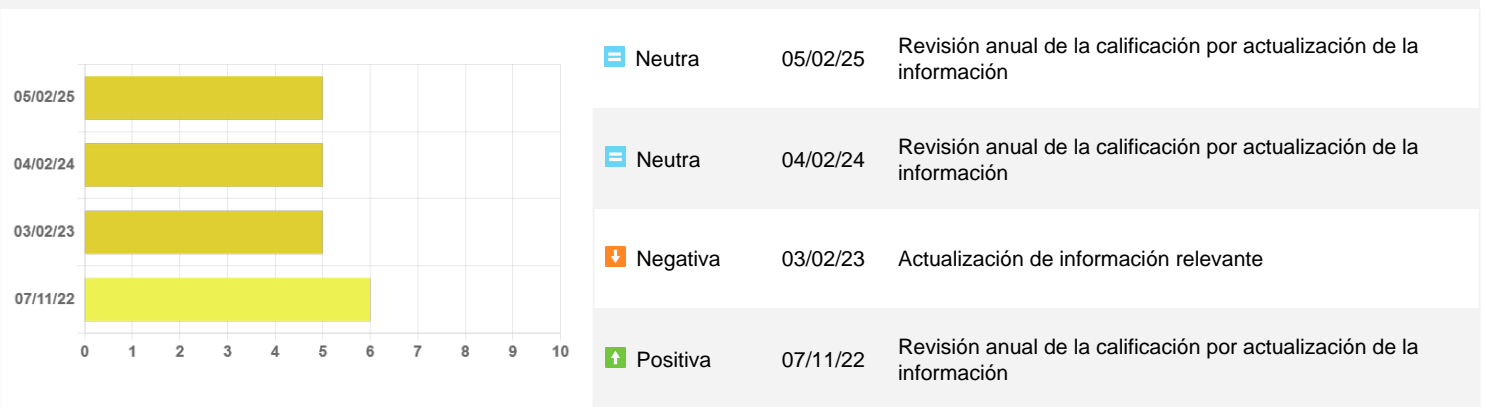 05/02/25
04/02/24
03/02/23
07/11/22
0 1 2 3 4 5 6 7 8 9 10
Neutra 05/02/25 Revisión anual de la calificación por actualización de la
información
Neutra 04/02/24 Revisión anual de la calificación por actualización de la
información
Negativa 03/02/23 Actualización de información relevante
Positiva 07/11/22 Revisión anual de la calificación por actualización de la
información